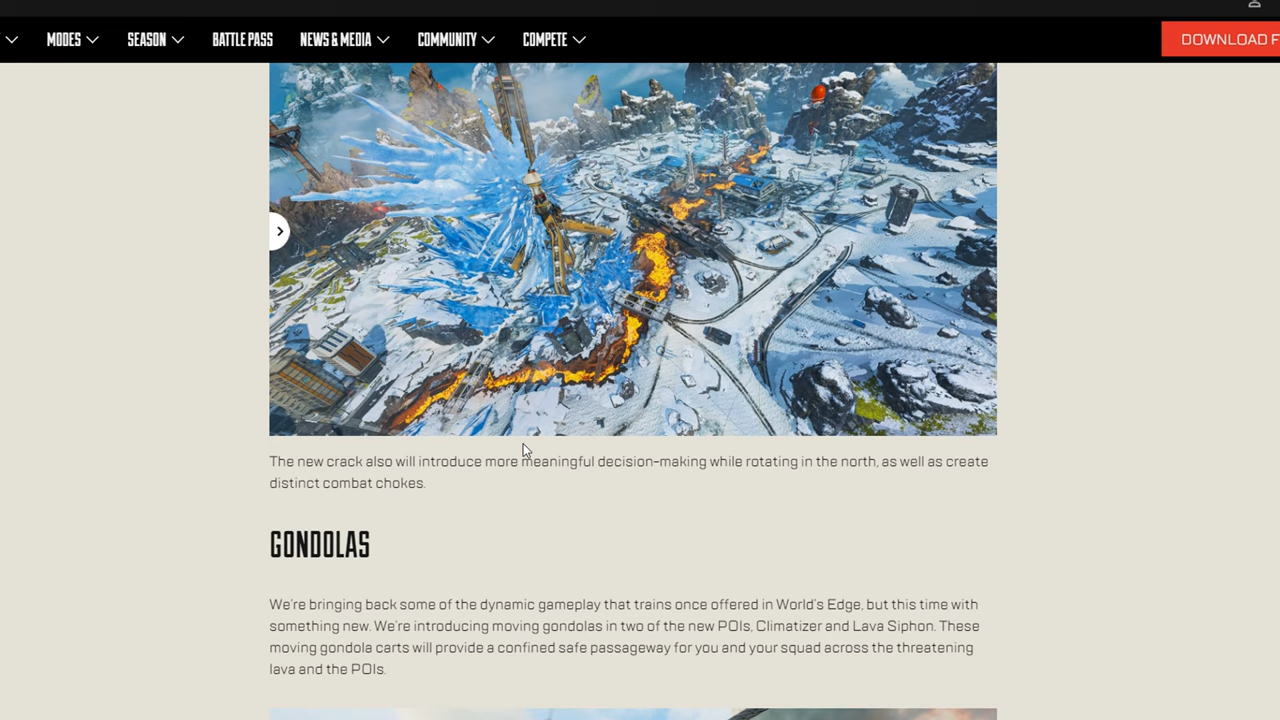 MODES SEASON BATTLE PASS NEWS & MEDIA COMMUNITY COMPETE DOWNLOAD F
The new crack also will introduce more meaningful decision-making while rotating in the north, as well as create
distinct combat chokes.
GONDOLAS
We're bringing back some of the dynamic gameplay that trains once offered in World's Edge, but this time with
something new. We're introducing moving gondolas in two of the new POIs, Climatizer and Lava Siphon. These
moving gondola carts will provide a confined safe passageway for you and your squad across the threatening
lava and the POIs.